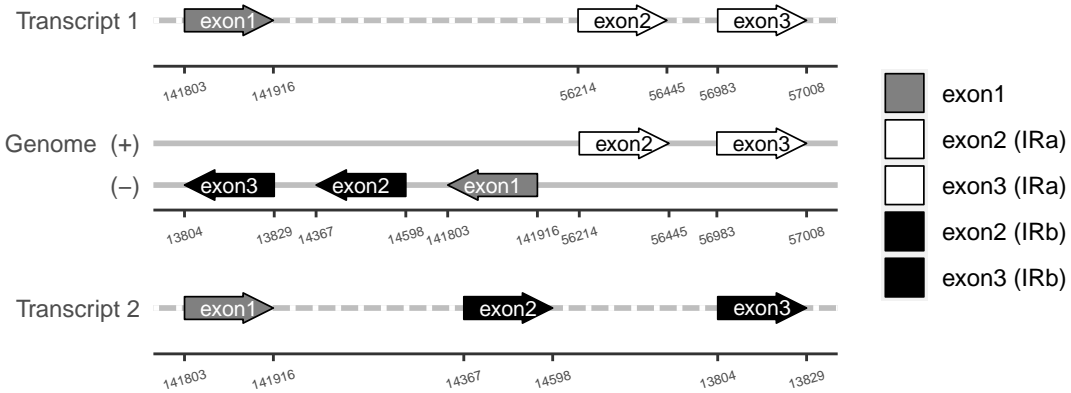 Transcript 1 exon1 exon2 exon3
141803 141916 56214 56445 56983 57008
Genome (+) exon2 exon3
(−) exon3 exon2 exon1
13804 13829 14367 14598 141803 141916 56214 56445 56983 57008
Transcript 2 exon1 exon2 exon3
141803 141916 14367 14598 13804 13829
exon1
exon2 (IRa)
exon3 (IRa)
exon2 (IRb)
exon3 (IRb)